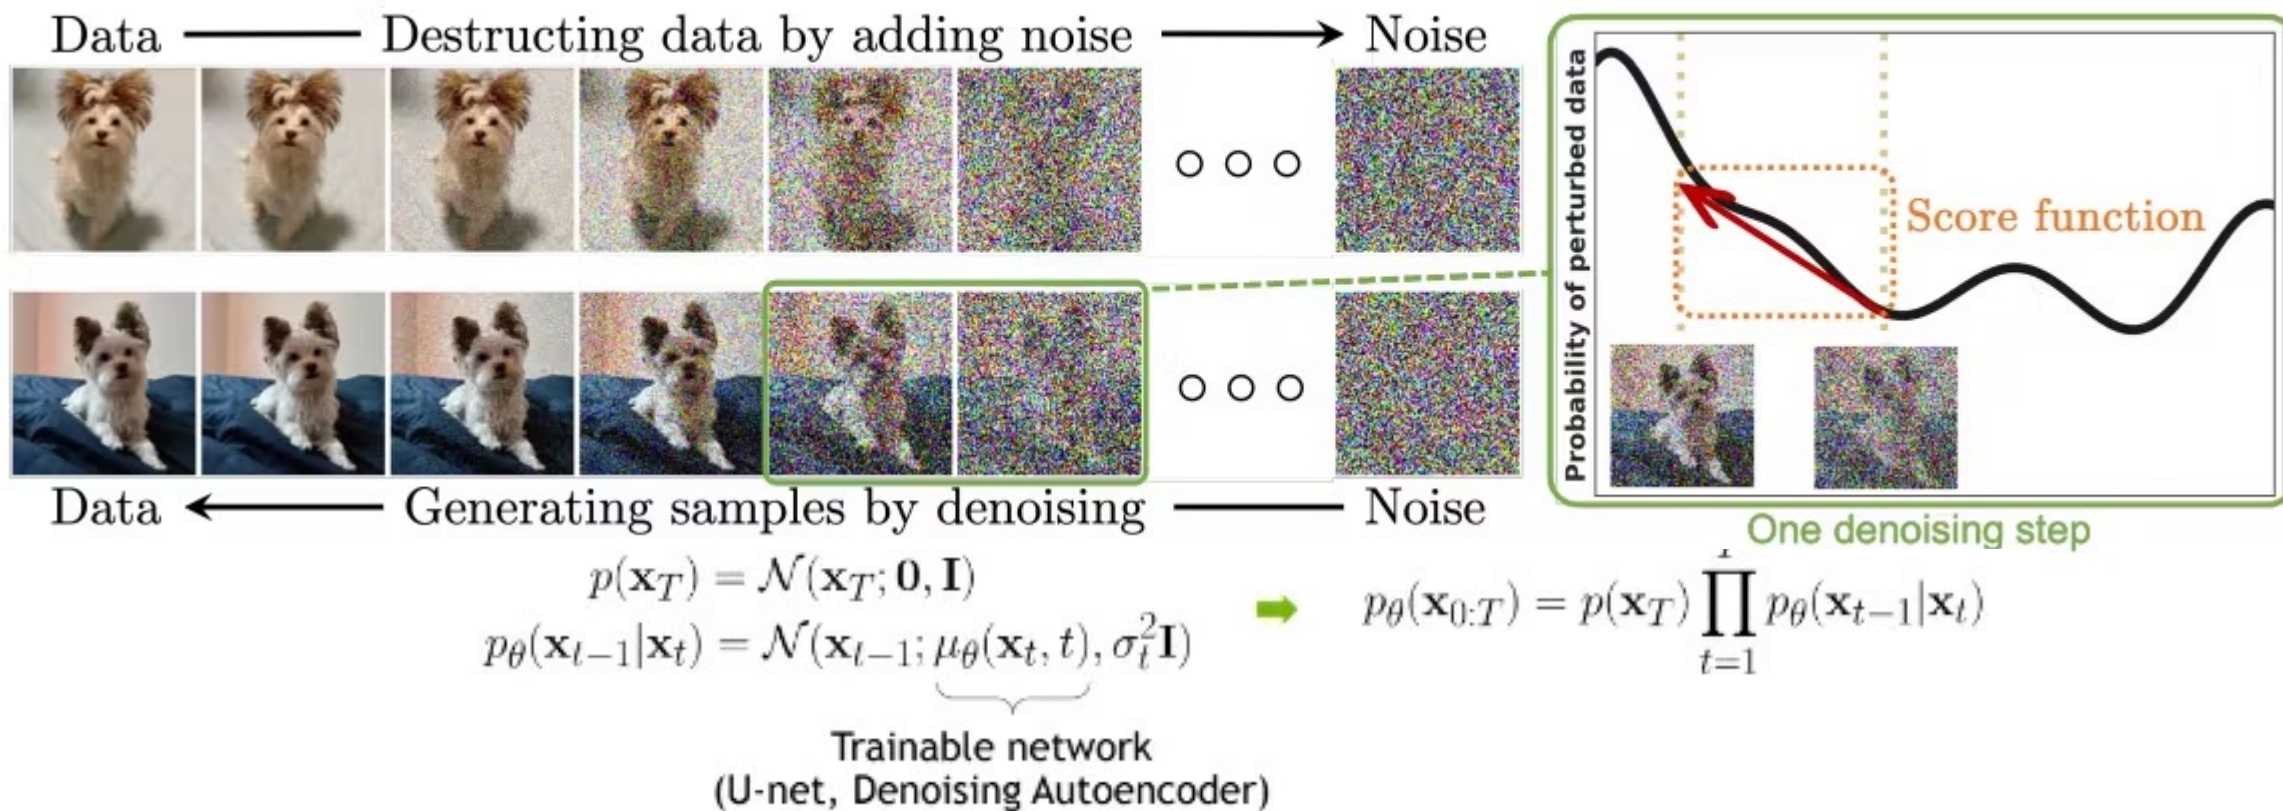 Data Destructing data by adding noise Noise
Probability of perturbed data
Score function
Data Generating samples by denoising Noise
One denoising step
p(x_T) = 𝒩(x_T; 0, I)
p_θ(x_{t−1}|x_t) = 𝒩(x_{t−1}; μ_θ(x_t, t), σ_t^2 I)
p_θ(x_{0:T}) = p(x_T) ∏_{t=1} p_θ(x_{t−1}|x_t)
Trainable network
(U-net, Denoising Autoencoder)